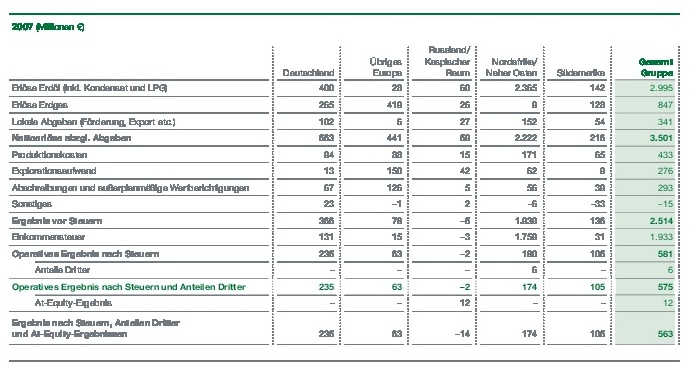 2007 (Millionen €)
Deutschland Übriges Europa Russland/ Kaspischer Raum Nordafrika/ Naher Osten Südamerika Gesamt Gruppe
Erlöse Erdöl (inkl. Kondensat und LPG) 400 28 60 2.365 142 2.995
Erlöse Erdgas 265 419 26 9 128 847
Lokale Abgaben (Förderung, Export etc.) 102 6 27 152 54 341
Nettoerlöse abzgl. Abgaben 563 441 59 2.222 216 3.501
Produktionskosten 94 88 15 171 65 433
Explorationsaufwand 13 150 42 62 9 276
Abschreibungen und außerplanmäßige Wertberichtigungen 67 126 5 56 39 293
Sonstiges 23 –1 2 –6 –33 –15
Ergebnis vor Steuern 366 78 –5 1.939 136 2.514
Einkommensteuer 131 15 –3 1.759 31 1.933
Operatives Ergebnis nach Steuern 235 63 –2 180 105 581
Anteile Dritter – – – 6 – 6
Operatives Ergebnis nach Steuern und Anteilen Dritter 235 63 –2 174 105 575
At-Equity-Ergebnis – – 12 – – 12
Ergebnis nach Steuern, Anteilen Dritter
und At-Equity-Ergebnissen 235 63 –14 174 105 563